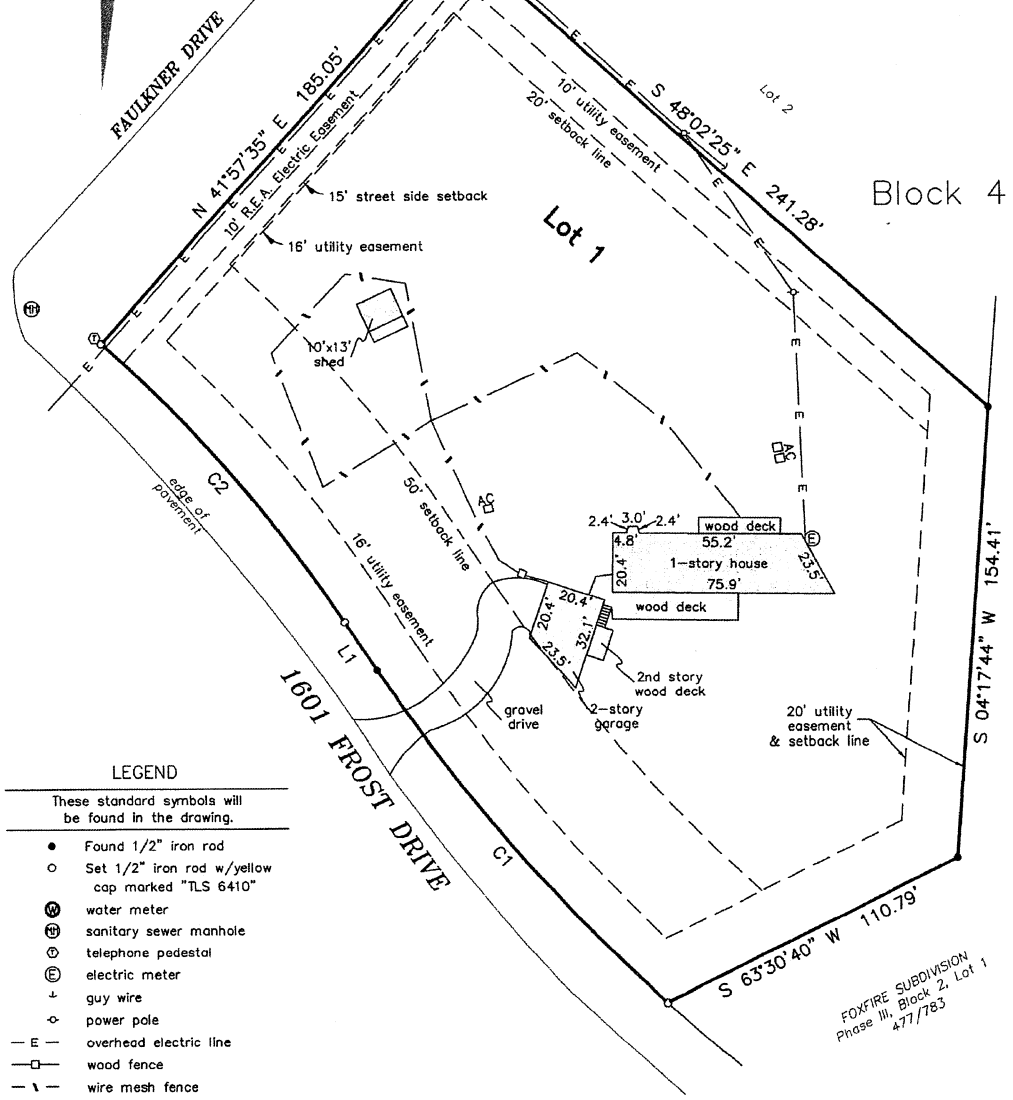 FAULKNER DRIVE
N 41°57'35" E 185.05'
10' R.E.A. Electric Easement
15' street side setback
16' utility easement
S 48°02'25" E 241.28'
10' utility easement
20' setback line
Lot 2
Block 4
Lot 1
10'x13'
shed
C2
edge of
pavement
50' setback line
16' utility easement
AC
AC
2.4' 3.0' 2.4'
wood deck
4.8'
55.2'
20.4'
1-story house
23.5'
75.9'
wood deck
20.4'
20.4'
32.1'
23.5'
2nd story
wood deck
2-story
garage
gravel
drive
L1
1601 FROST DRIVE
C1
20' utility
easement
& setback line
S 04°17'44" W 154.41'
S 63°30'40" W 110.79'
FOXFIRE SUBDIVISION
Phase III, Block 2, Lot 1
477/783
LEGEND
These standard symbols will
be found in the drawing.
Found 1/2" iron rod
Set 1/2" iron rod w/yellow
cap marked "TLS 6410"
W water meter
MH sanitary sewer manhole
T telephone pedestal
E electric meter
guy wire
power pole
E overhead electric line
wood fence
wire mesh fence